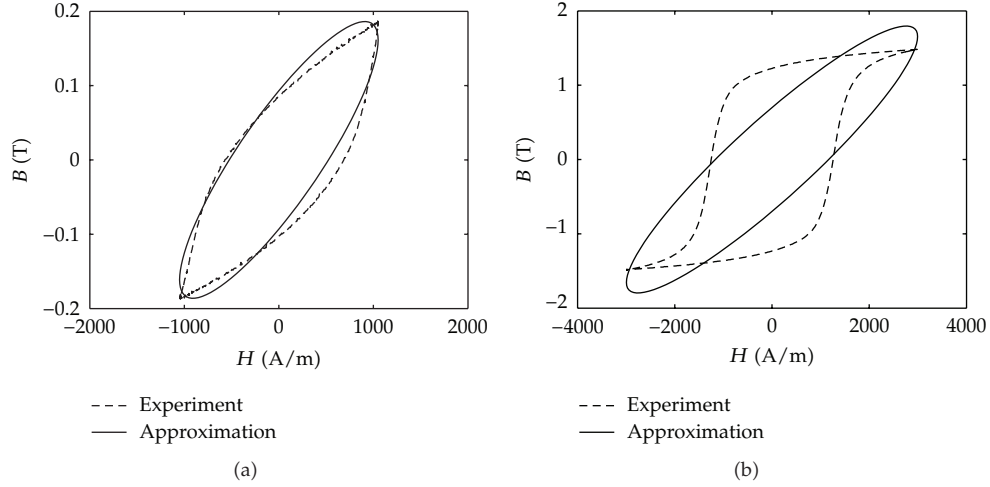 0.2
0.1
0
−0.1
−0.2
B (T)
−2000 −1000 0 1000 2000
H (A/m)
Experiment
Approximation
(a)
2
1
0
−1
−2
B (T)
−4000 −2000 0 2000 4000
H (A/m)
Experiment
Approximation
(b)